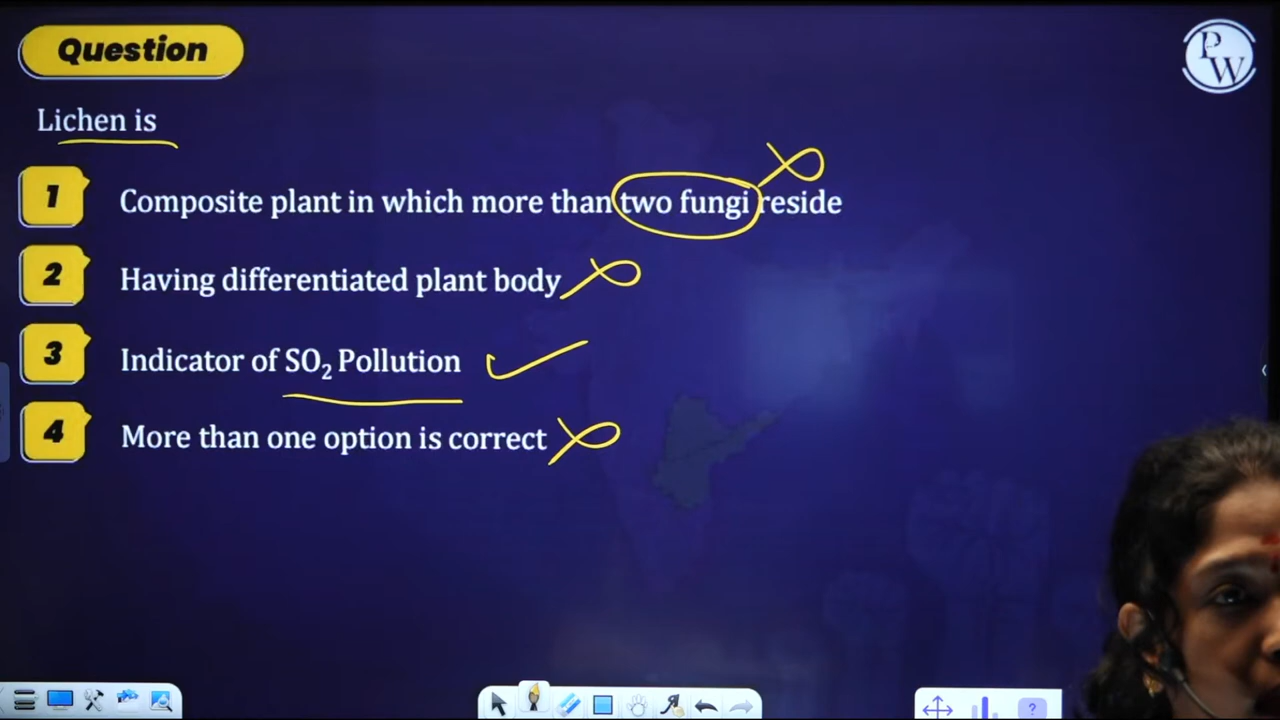 Question
PW
Lichen is
1 Composite plant in which more than two fungi reside
2 Having differentiated plant body
3 Indicator of SO₂ Pollution
4 More than one option is correct
?